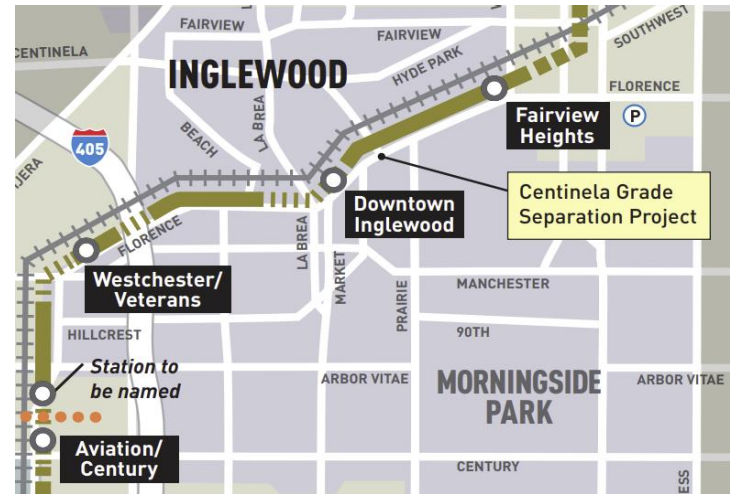 FAIRVIEW
FAIRVIEW
SOUTHWEST
CENTINELA
INGLEWOOD
HYDE PARK
FLORENCE
LA BREA
BEACH
Fairview
Heights
P
405
Downtown
Inglewood
Centinela Grade
Separation Project
FLORENCE
LA BREA
MARKET
PRAIRIE
Westchester/
Veterans
MANCHESTER
HILLCREST
90TH
Station to
be named
ARBOR VITAE
MORNINGSIDE
PARK
ARBOR VITAE
Aviation/
Century
CENTURY